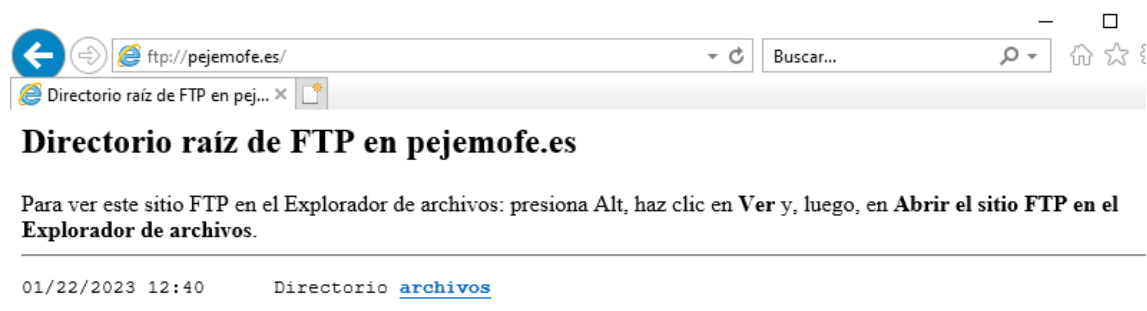 ftp://pejemofe.es/
Buscar...
Directorio raíz de FTP en pej...
Directorio raíz de FTP en pejemofe.es
Para ver este sitio FTP en el Explorador de archivos: presiona Alt, haz clic en Ver y, luego, en Abrir el sitio FTP en el
Explorador de archivos.
01/22/2023 12:40 Directorio archivos